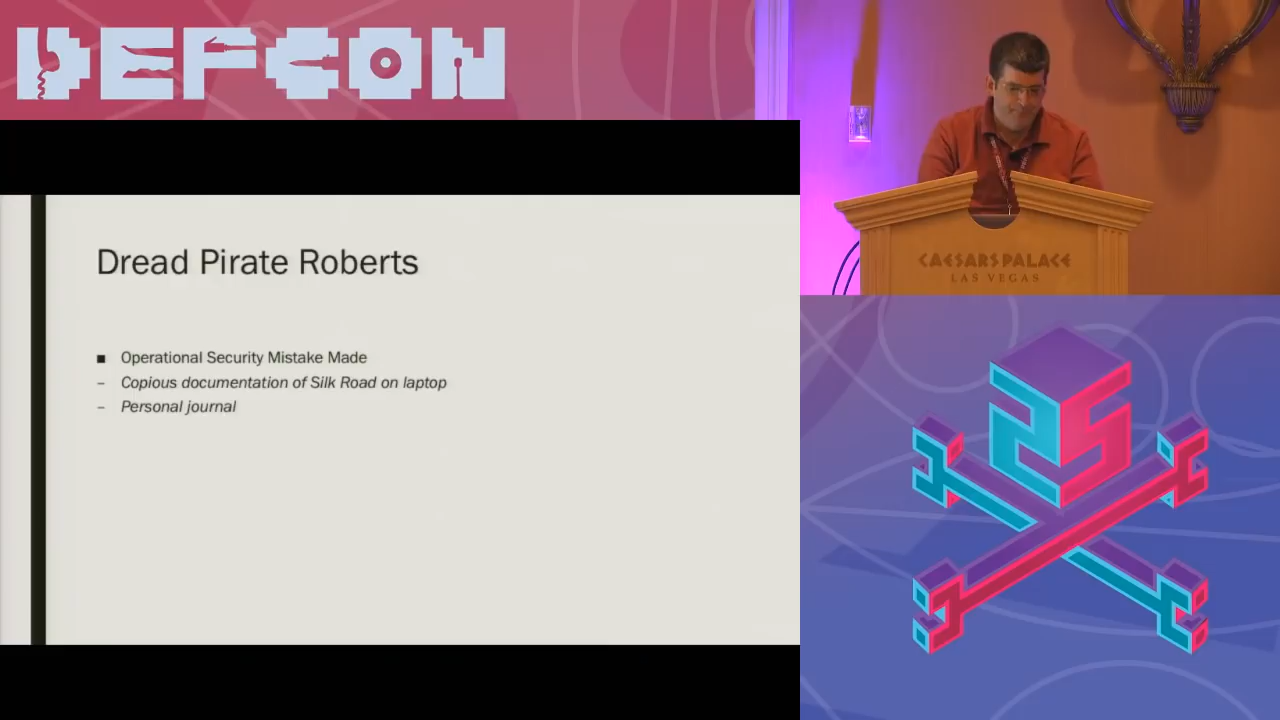 DEFCON
Dread Pirate Roberts
■ Operational Security Mistake Made
– Copious documentation of Silk Road on laptop
– Personal journal
CAESARS PALACE
LAS VEGAS
25